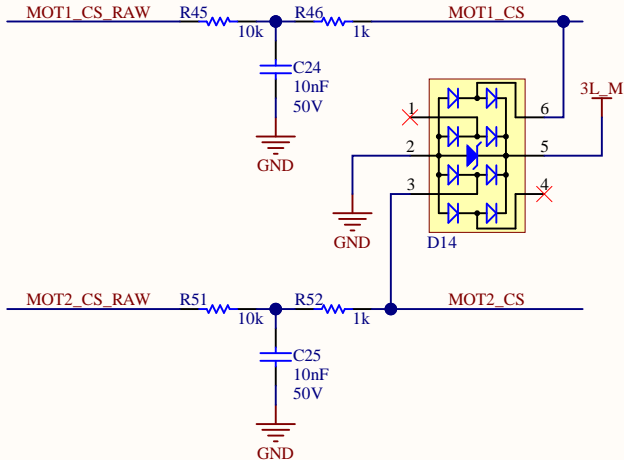 MOT1_CS_RAW R45 R46 MOT1_CS
10k 1k
C24
10nF
50V
GND
3L_M
1 6
2 5
3 4
GND D14
MOT2_CS_RAW R51 R52 MOT2_CS
10k 1k
C25
10nF
50V
GND